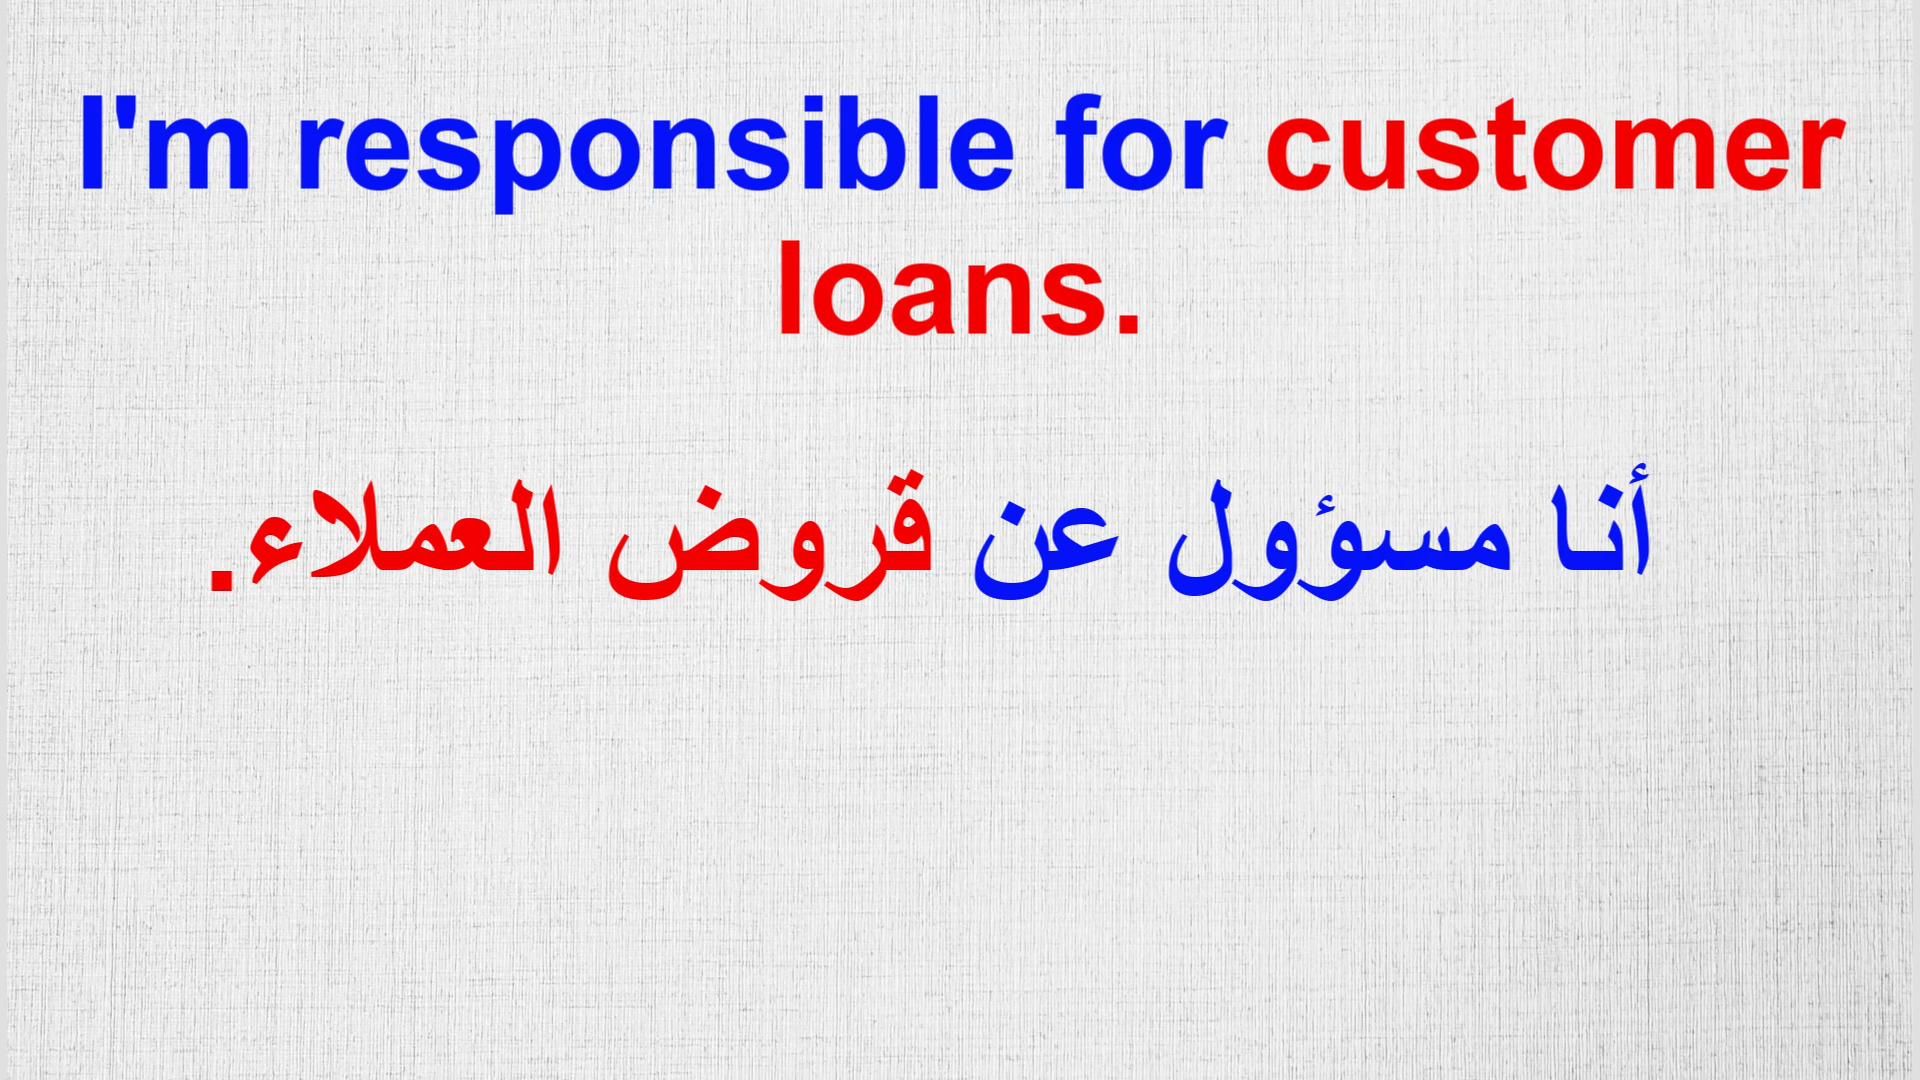 I'm responsible for customer
loans.
أنا مسؤول عن قروض العملاء.